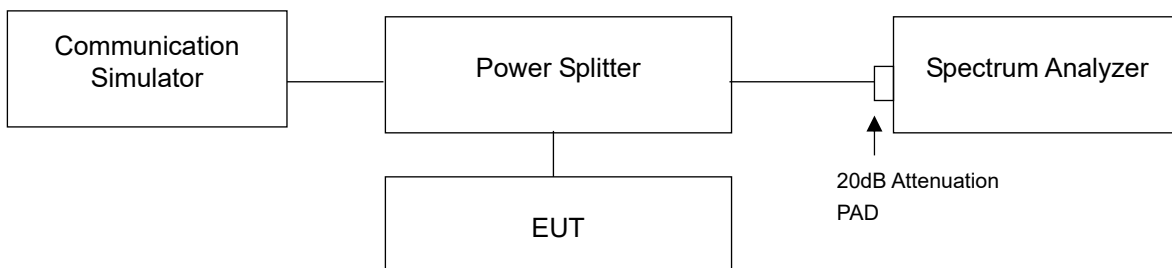 Communication
Simulator
Power Splitter
Spectrum Analyzer
20dB Attenuation
PAD
EUT